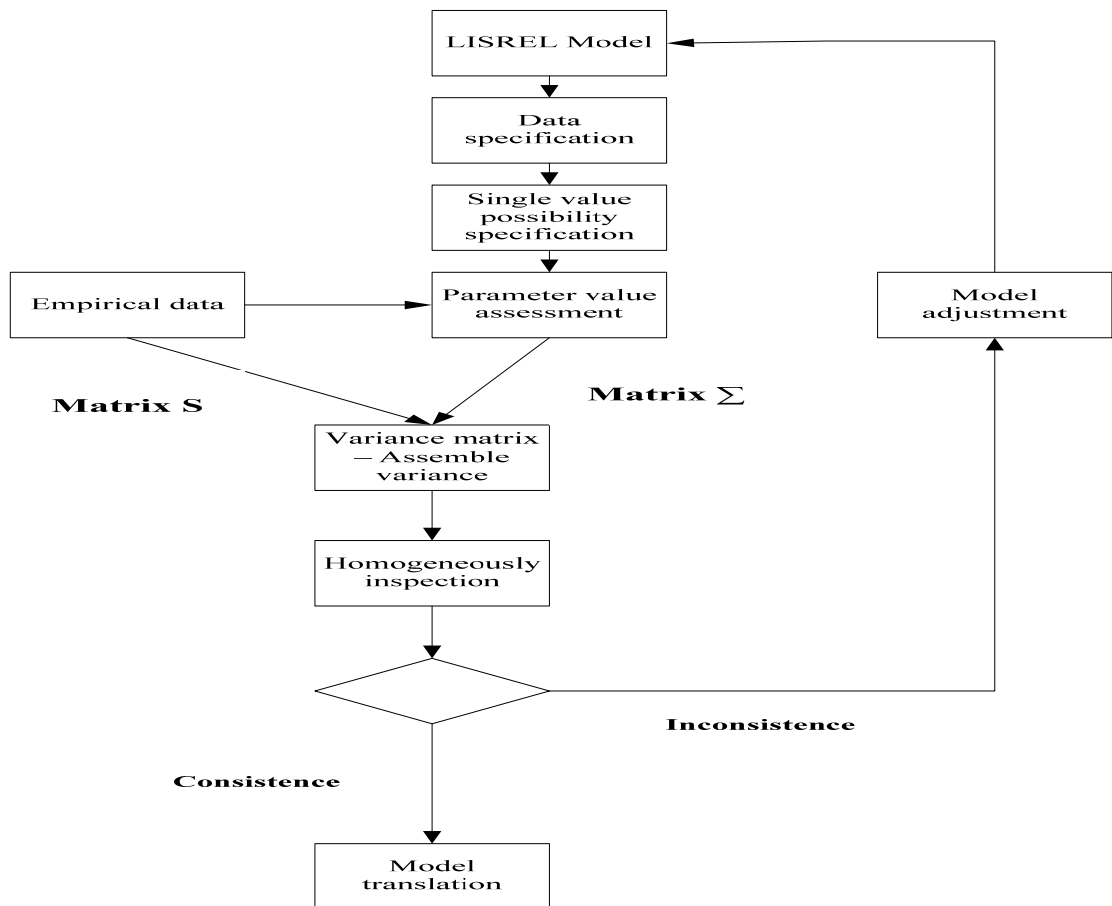 LISREL Model
Data
specification
Single value
possibility
specification
Empirical data
Parameter value
assessment
Model
adjustment
Matrix S
Matrix ∑
Variance matrix
– Assemble
variance
Homogeneously
inspection
Inconsistence
Consistence
Model
translation